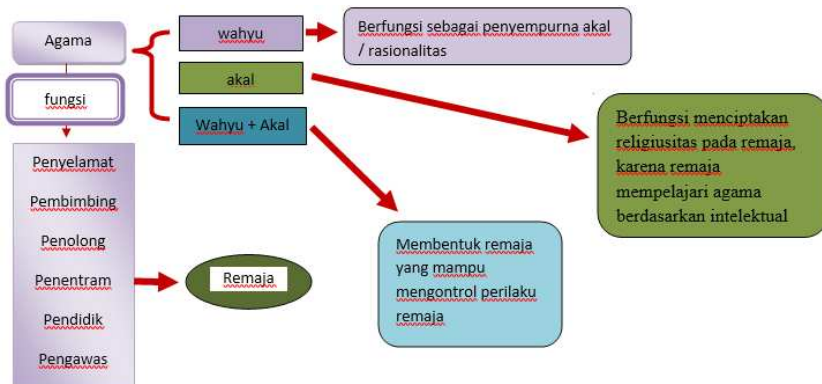 Agama
fungsi
Penyelamat
Pembimbing
Penolong
Penentram
Pendidik
Pengawas
wahyu
akal
Wahyu + Akal
Berfungsi sebagai penyempurna akal
/ rasionalitas
Berfungsi menciptakan
religiusitas pada remaja,
karena remaja
mempelajari agama
berdasarkan intelektual
Membentuk remaja
yang mampu
mengontrol perilaku
remaja
Remaja